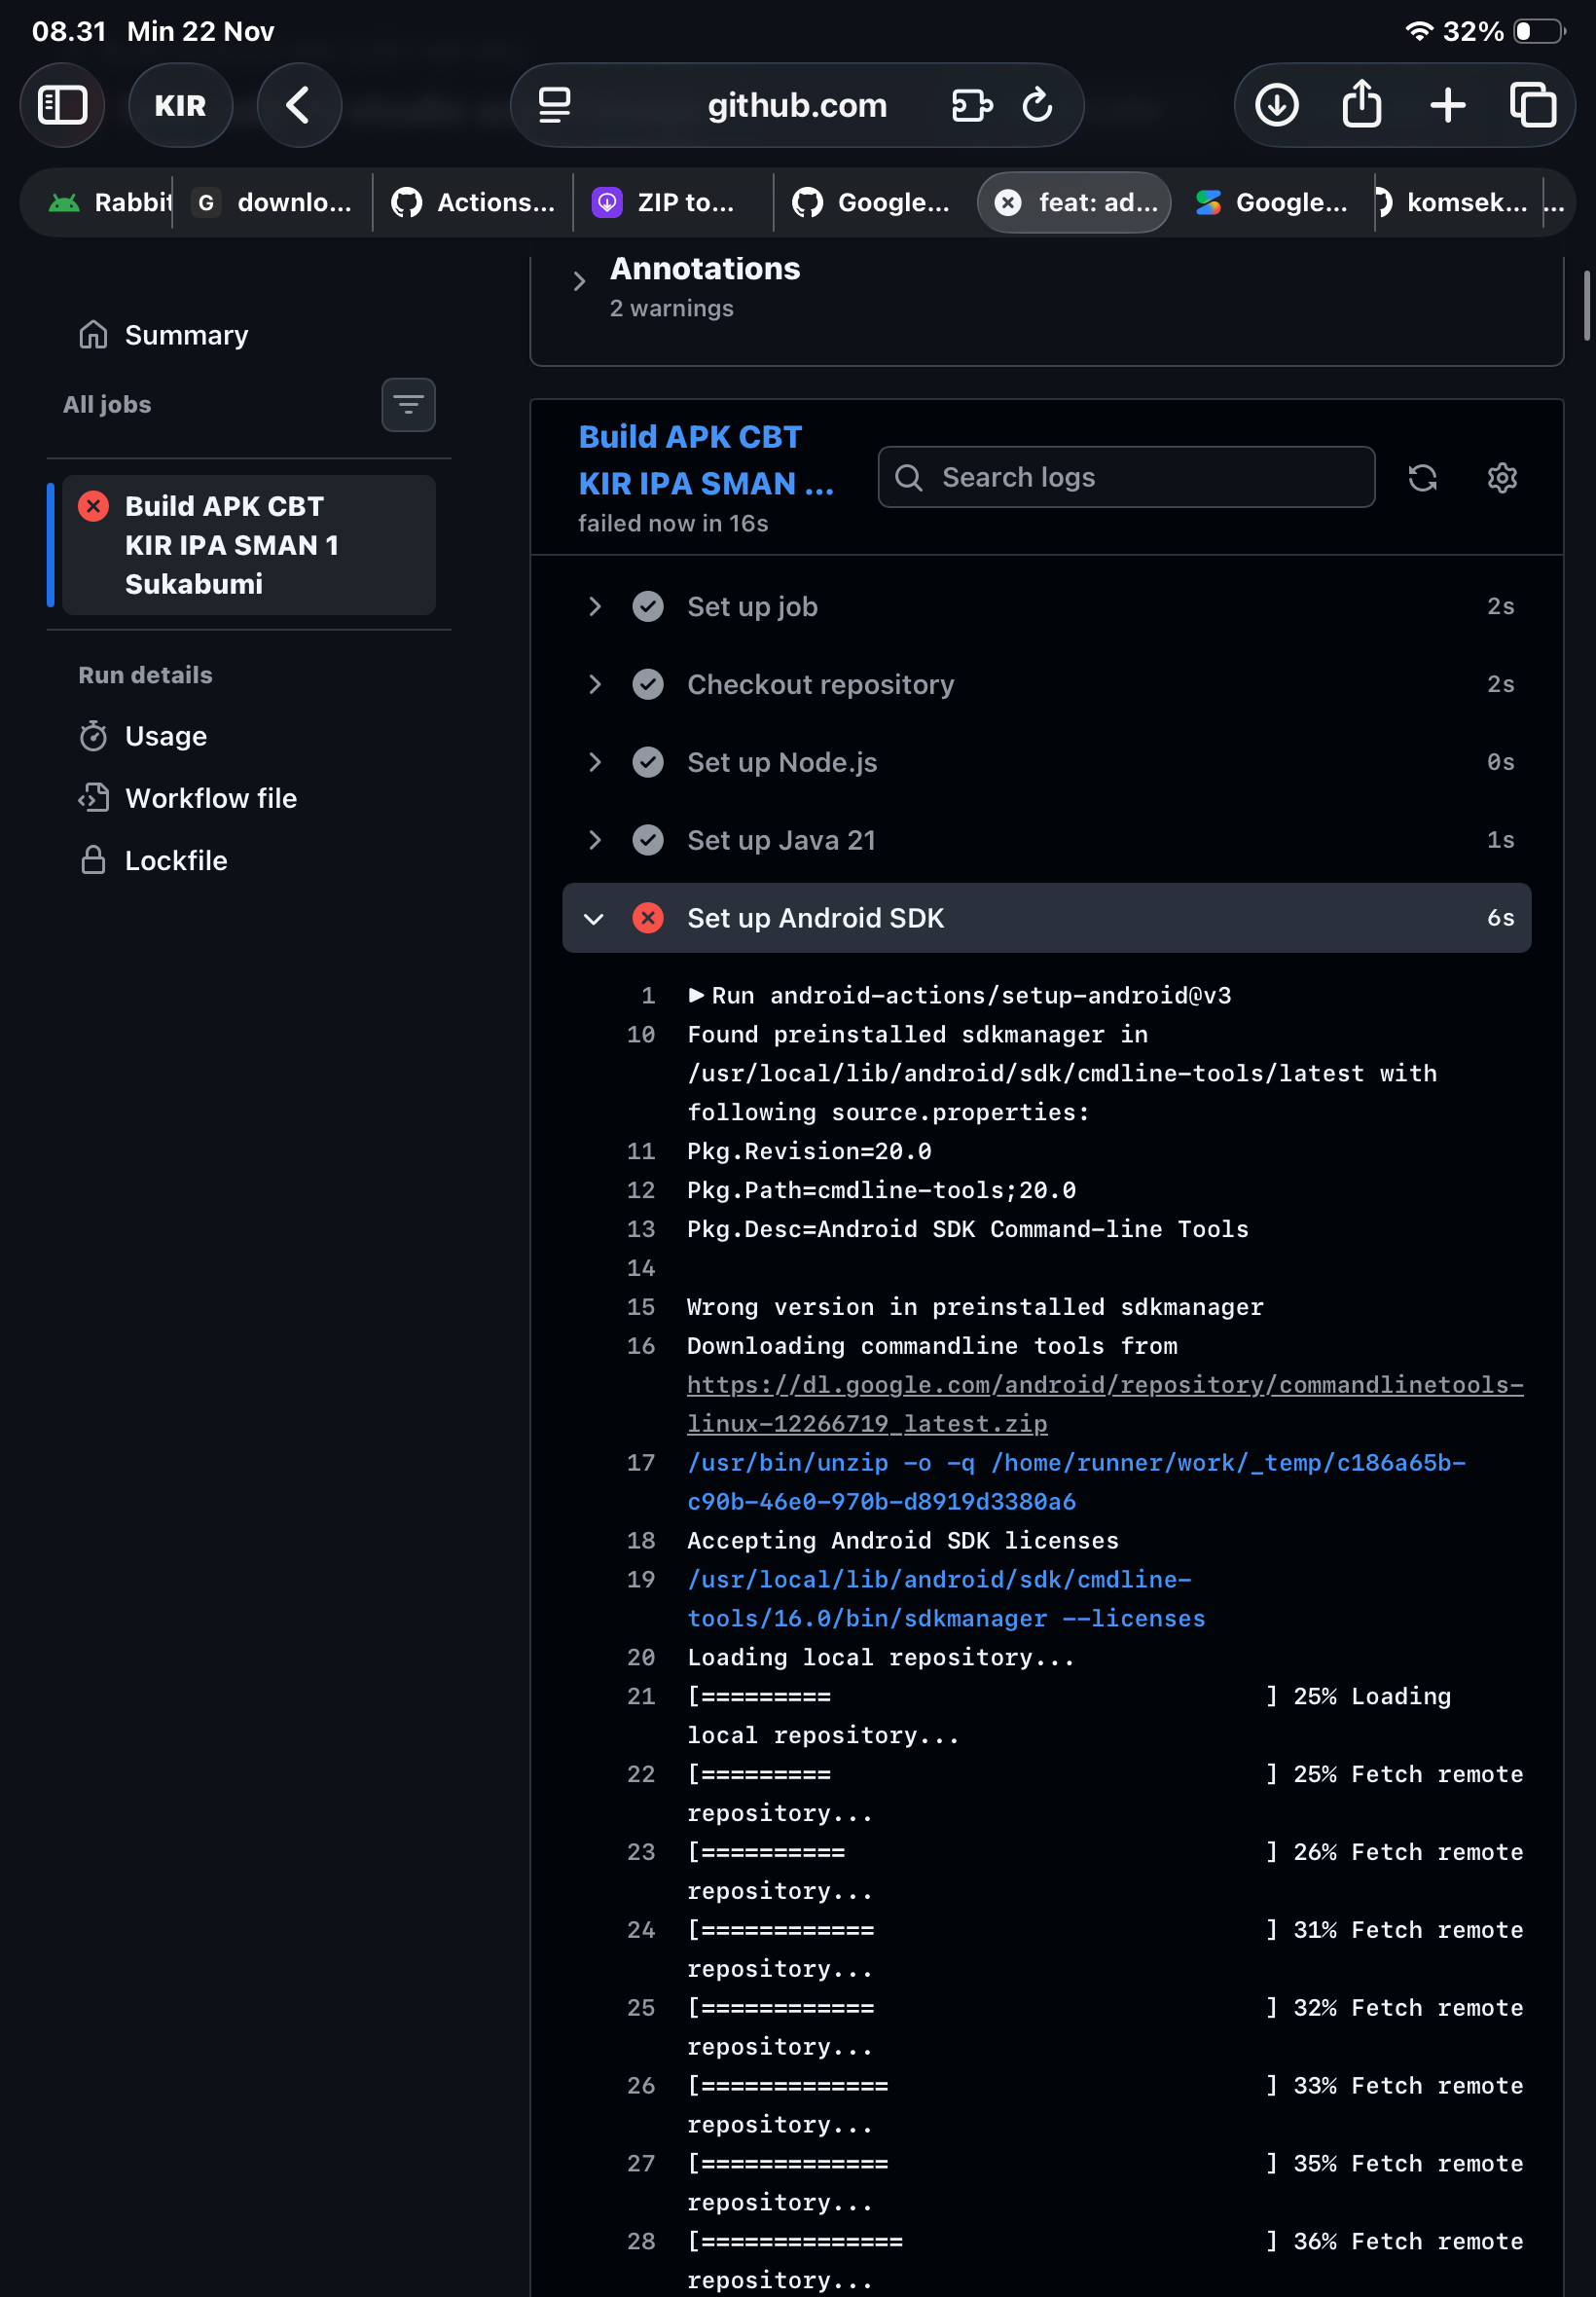 08.31 Min 22 Nov
32%
KIR
github.com
Rabbit
G downlo...
Actions...
ZIP to...
Google...
feat: ad...
Google...
komsek...
...
Annotations
2 warnings
Summary
All jobs
Build APK CBT
KIR IPA SMAN 1
Sukabumi
Run details
Usage
Workflow file
Lockfile
Build APK CBT
KIR IPA SMAN ...
failed now in 16s
Search logs
Set up job 2s
Checkout repository 2s
Set up Node.js 0s
Set up Java 21 1s
Set up Android SDK 6s
1 Run android-actions/setup-android@v3
10 Found preinstalled sdkmanager in
/usr/local/lib/android/sdk/cmdline-tools/latest with
following source.properties:
11 Pkg.Revision=20.0
12 Pkg.Path=cmdline-tools;20.0
13 Pkg.Desc=Android SDK Command-line Tools
14
15 Wrong version in preinstalled sdkmanager
16 Downloading commandline tools from
https://dl.google.com/android/repository/commandlinetools-
linux-12266719_latest.zip
17 /usr/bin/unzip -o -q /home/runner/work/_temp/c186a65b-
c90b-46e0-970b-d8919d3380a6
18 Accepting Android SDK licenses
19 /usr/local/lib/android/sdk/cmdline-
tools/16.0/bin/sdkmanager --licenses
20 Loading local repository...
21 [========= ] 25% Loading
local repository...
22 [========= ] 25% Fetch remote
repository...
23 [========== ] 26% Fetch remote
repository...
24 [============ ] 31% Fetch remote
repository...
25 [============ ] 32% Fetch remote
repository...
26 [============= ] 33% Fetch remote
repository...
27 [============= ] 35% Fetch remote
repository...
28 [============== ] 36% Fetch remote
repository...